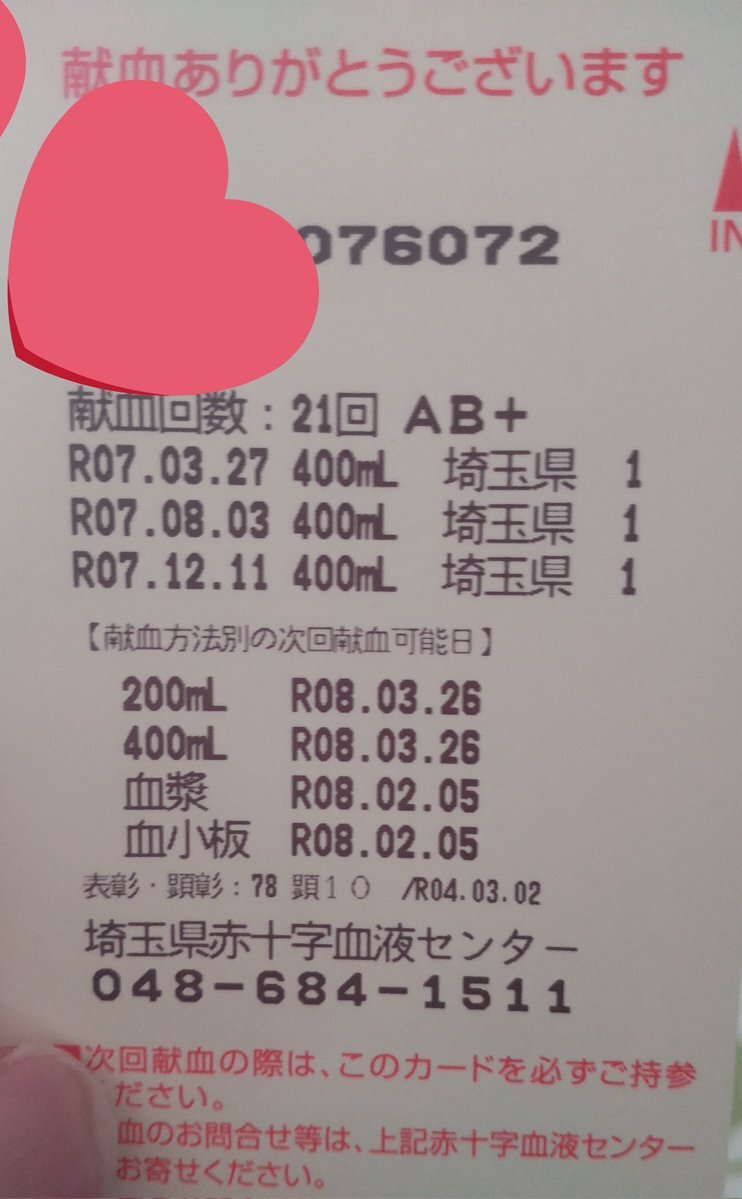 献血ありがとうございます
IN
076072
献血回数：21回 AB+
R07.03.27 400mL 埼玉県 1
R07.08.03 400mL 埼玉県 1
R07.12.11 400mL 埼玉県 1
【献血方法別の次回献血可能日】
200mL R08.03.26
400mL R08.03.26
血漿 R08.02.05
血小板 R08.02.05
表彰・顕彰：78 顕１０ /R04.03.02
埼玉県赤十字血液センター
048-684-1511
次回献血の際は、このカードを必ずご持参
ださい。
血のお問合せ等は、上記赤十字血液センター
お寄せください。